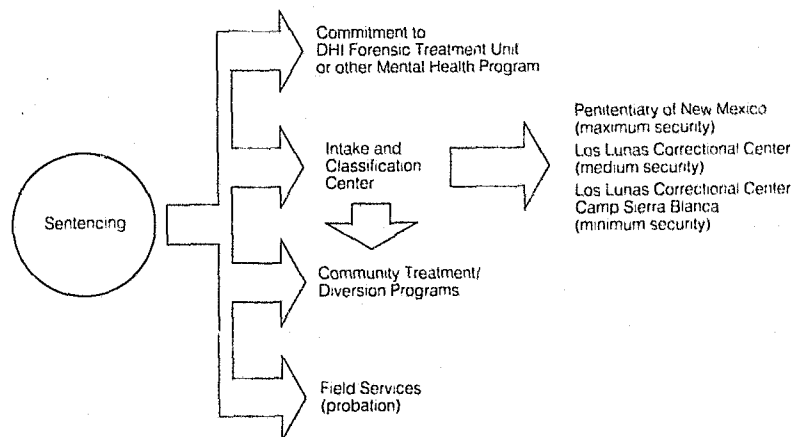 Commitment to
DHI Forensic Treatment Unit
or other Mental Health Program
Penitentiary of New Mexico
(maximum security)
Los Lunas Correctional Center
(medium security)
Los Lunas Correctional Center
Camp Sierra Blanca
(minimum security)
Intake and
Classification
Center
Sentencing
Community Treatment/
Diversion Programs
Field Services
(probation)